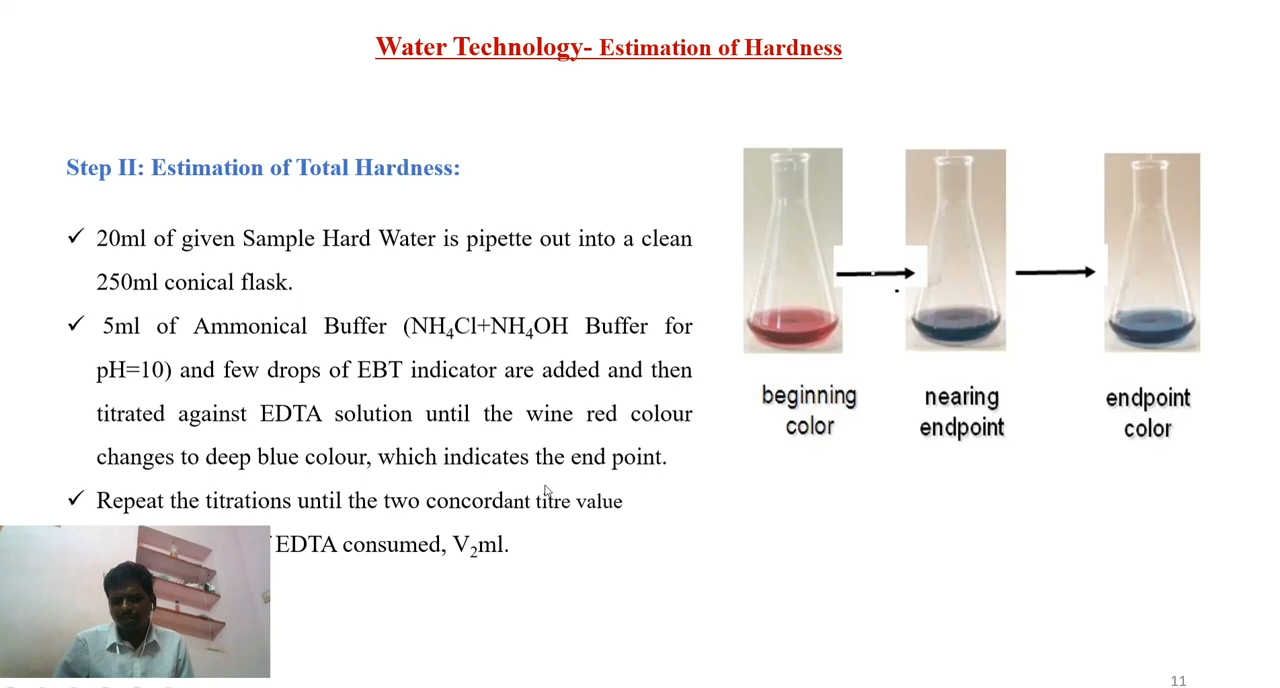 Water Technology- Estimation of Hardness
Step II: Estimation of Total Hardness:
✓ 20ml of given Sample Hard Water is pipette out into a clean
250ml conical flask.
✓ 5ml of Ammonical Buffer (NH₄Cl+NH₄OH Buffer for
pH=10) and few drops of EBT indicator are added and then
titrated against EDTA solution until the wine red colour
changes to deep blue colour, which indicates the end point.
✓ Repeat the titrations until the two concordant titre value
EDTA consumed, V₂ml.
beginning
color
nearing
endpoint
endpoint
color
11